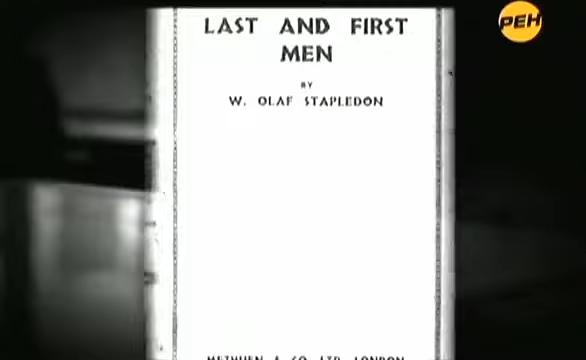 LAST AND FIRST
MEN
BY
W. OLAF STAPLEDON
METHUEN & CO. LTD. LONDON
РЕН